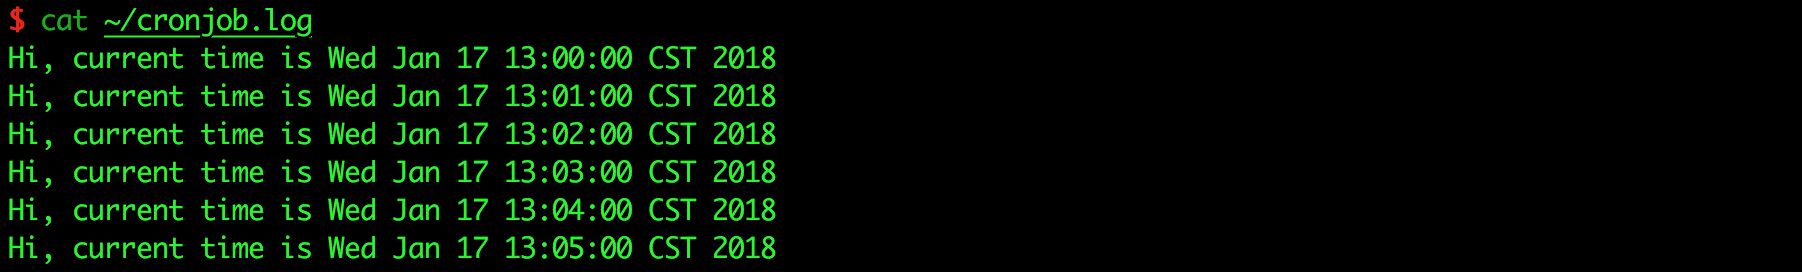 $ cat ~/cronjob.log
Hi, current time is Wed Jan 17 13:00:00 CST 2018
Hi, current time is Wed Jan 17 13:01:00 CST 2018
Hi, current time is Wed Jan 17 13:02:00 CST 2018
Hi, current time is Wed Jan 17 13:03:00 CST 2018
Hi, current time is Wed Jan 17 13:04:00 CST 2018
Hi, current time is Wed Jan 17 13:05:00 CST 2018